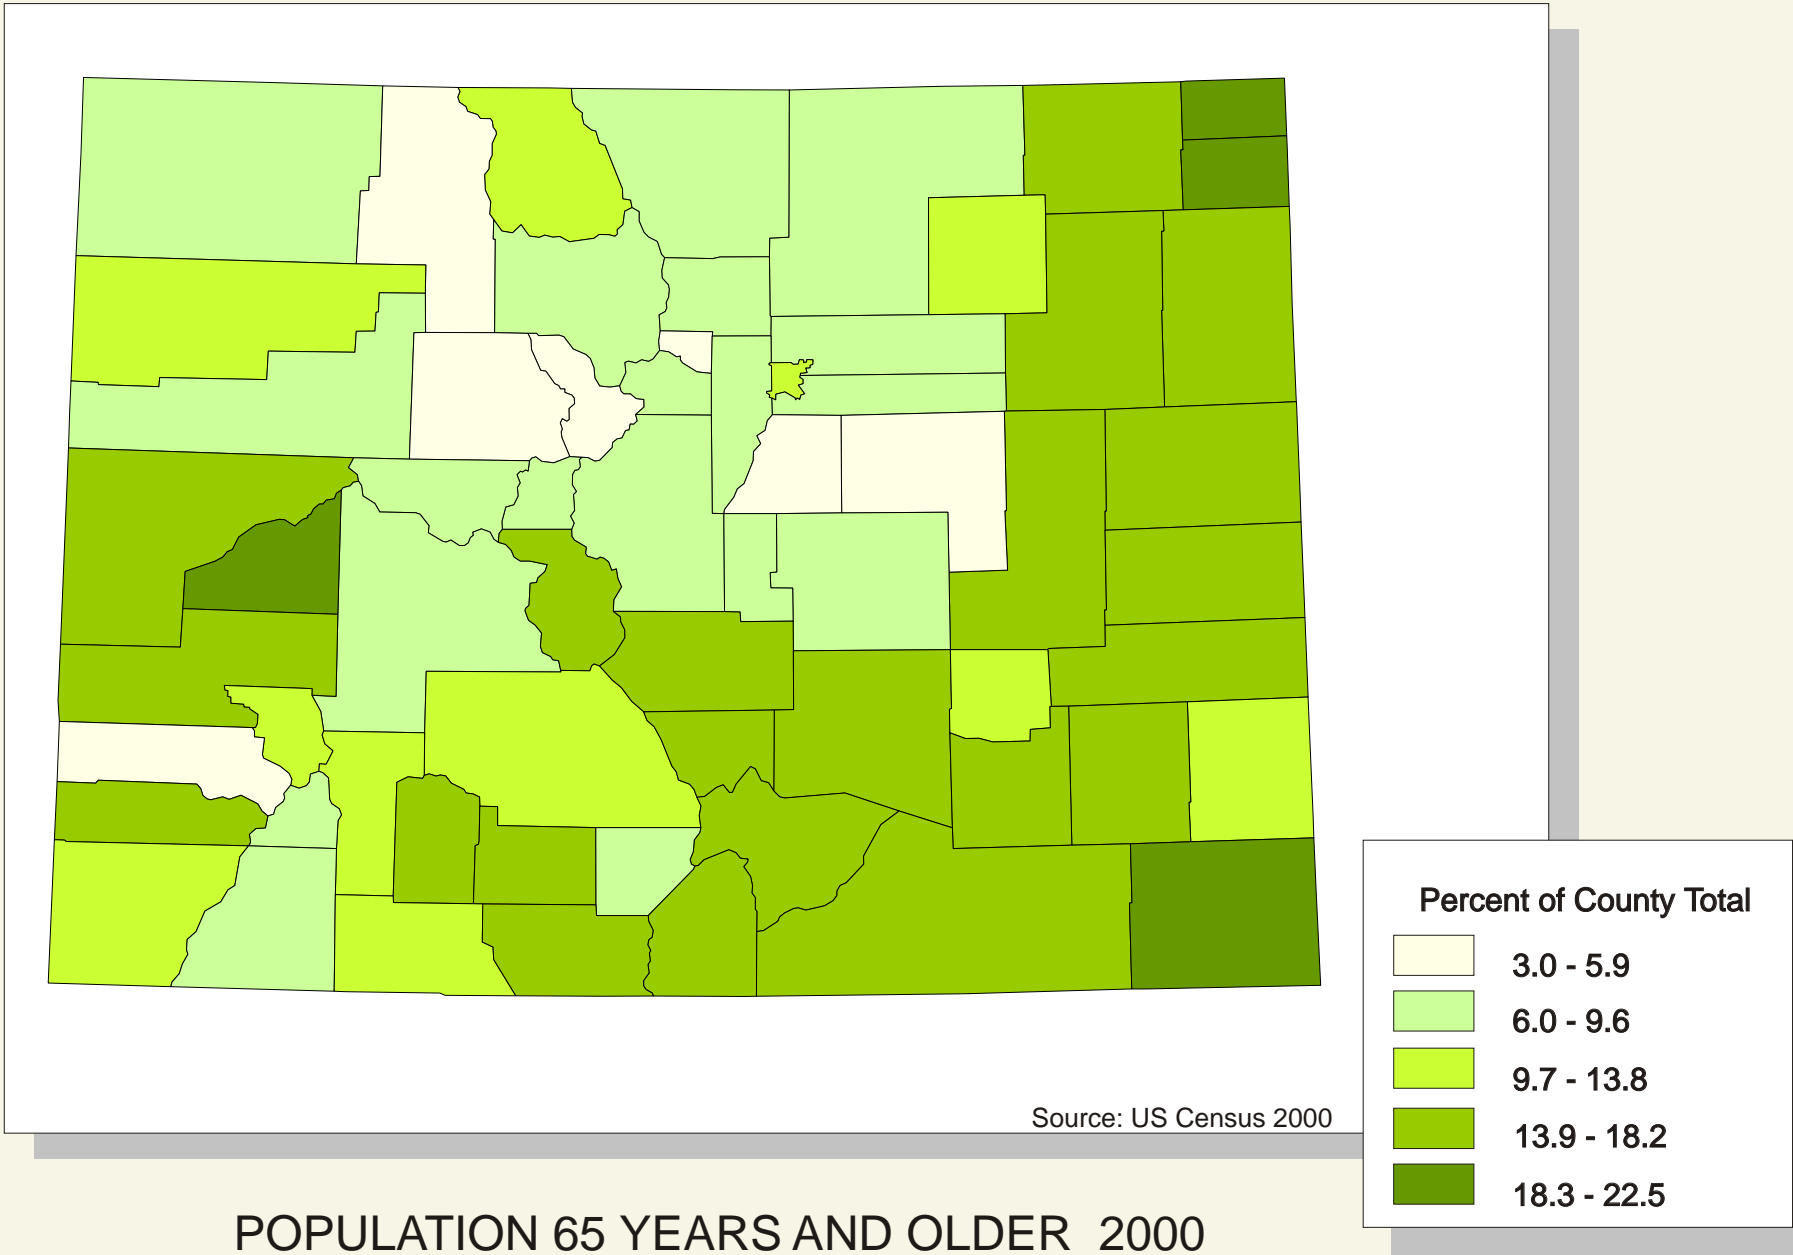 Percent of County Total
3.0 - 5.9
6.0 - 9.6
9.7 - 13.8
13.9 - 18.2
18.3 - 22.5
Source: US Census 2000
POPULATION 65 YEARS AND OLDER 2000